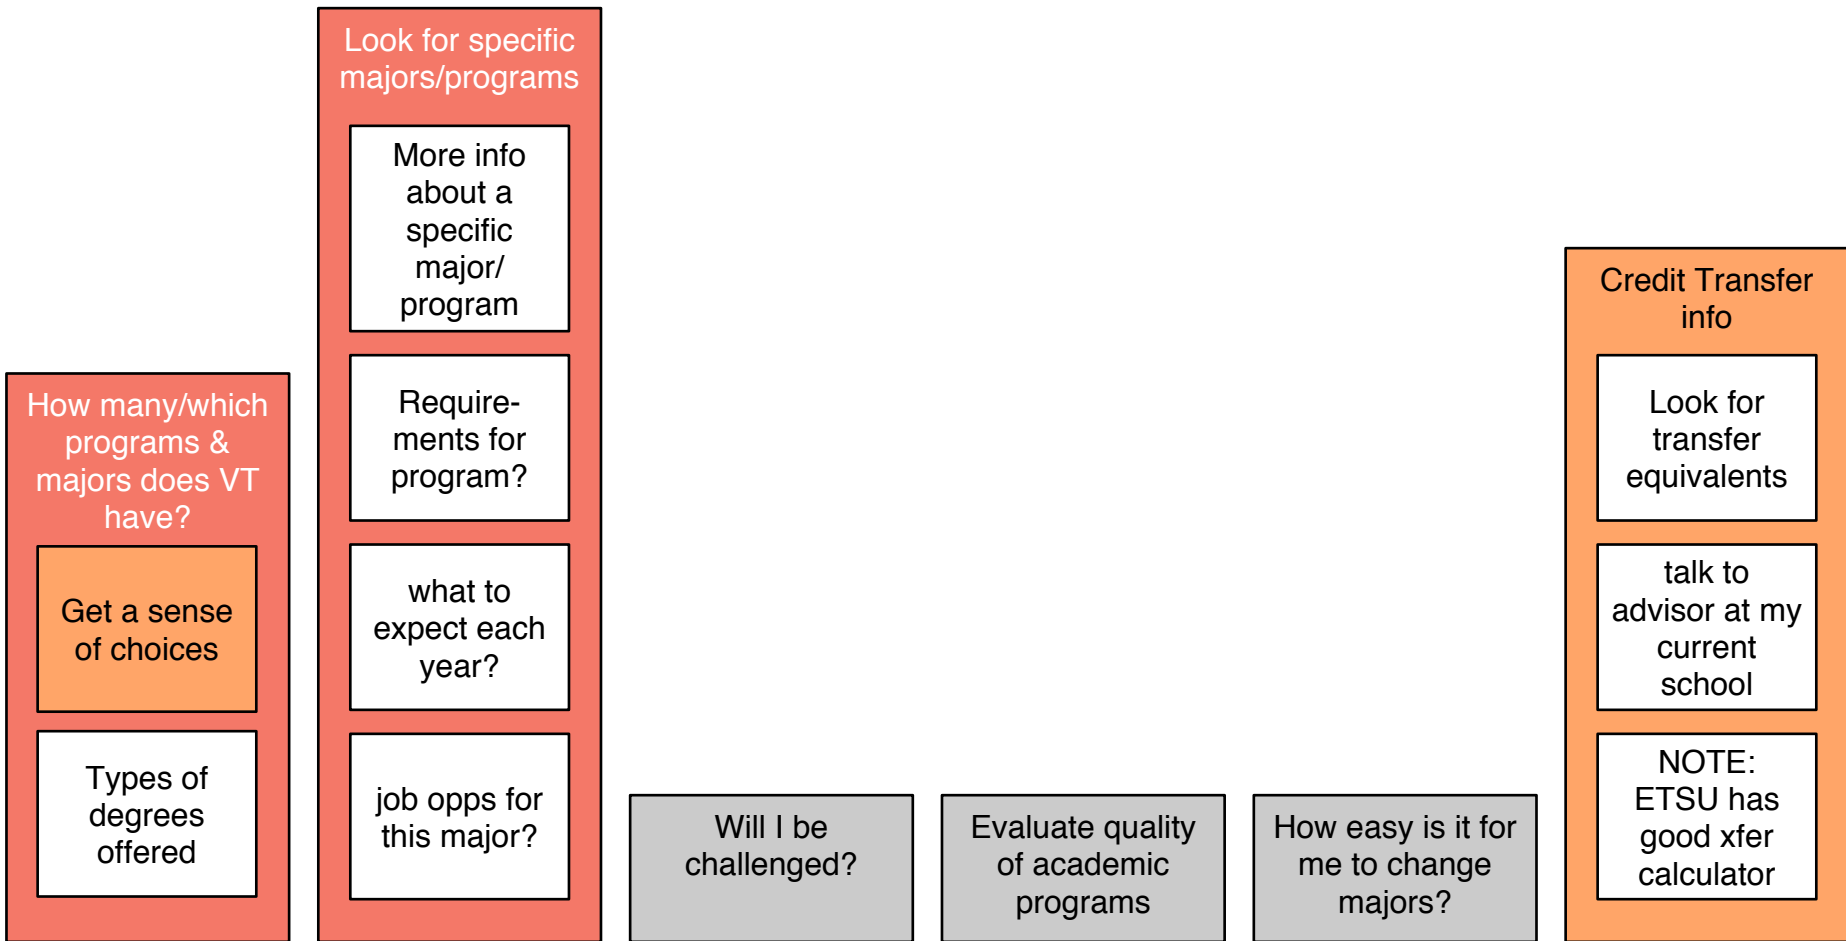 How many/which
programs &
majors does VT
have?
Get a sense
of choices
Types of
degrees
offered
Look for specific
majors/programs
More info
about a
specific
major/
program
Require-
ments for
program?
what to
expect each
year?
job opps for
this major?
Will I be
challenged?
Evaluate quality
of academic
programs
How easy is it for
me to change
majors?
Credit Transfer
info
Look for
transfer
equivalents
talk to
advisor at my
current
school
NOTE:
ETSU has
good xfer
calculator